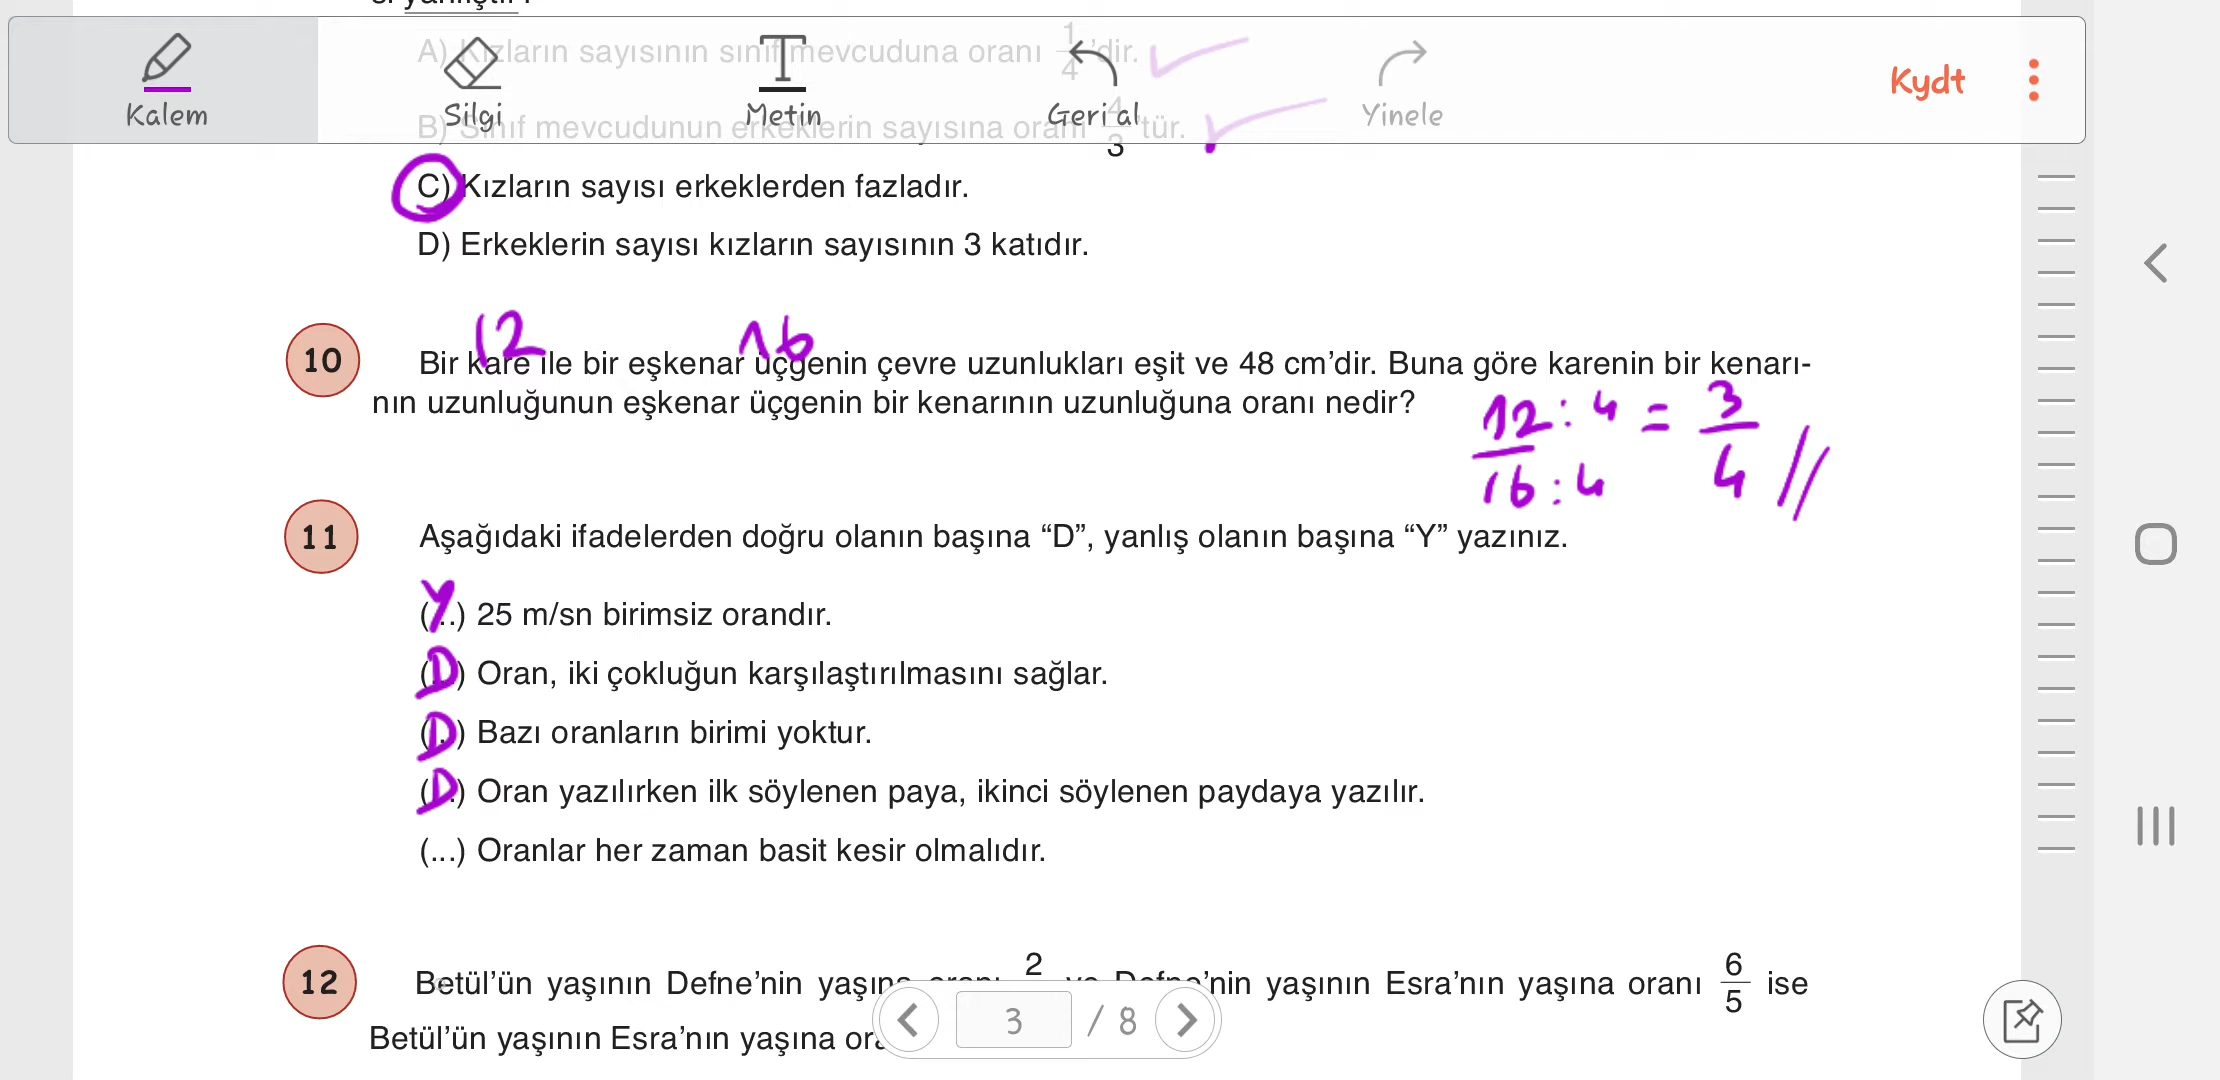 si yanlıştır?
A) Kızların sayısının sınıf mevcuduna oranı 1/4 'dir.
Kalem Silgi Metin Geri al Yinele Kydt
B) Sınıf mevcudunun erkeklerin sayısına oranı 4/3 tür.
C) Kızların sayısı erkeklerden fazladır.
D) Erkeklerin sayısı kızların sayısının 3 katıdır.
12 16
10 Bir kare ile bir eşkenar üçgenin çevre uzunlukları eşit ve 48 cm’dir. Buna göre karenin bir kenarı-
nın uzunluğunun eşkenar üçgenin bir kenarının uzunluğuna oranı nedir?
12 : 4 = 3
16 : 4 4 //
11 Aşağıdaki ifadelerden doğru olanın başına “D”, yanlış olanın başına “Y” yazınız.
(Y) 25 m/sn birimsiz orandır.
(D) Oran, iki çokluğun karşılaştırılmasını sağlar.
(D) Bazı oranların birimi yoktur.
(D) Oran yazılırken ilk söylenen paya, ikinci söylenen paydaya yazılır.
(...) Oranlar her zaman basit kesir olmalıdır.
12 Betül’ün yaşının Defne’nin yaşına oranı 2 ve Defne’nin yaşının Esra’nın yaşına oranı 6/5 ise
Betül’ün yaşının Esra’nın yaşına
3 / 8